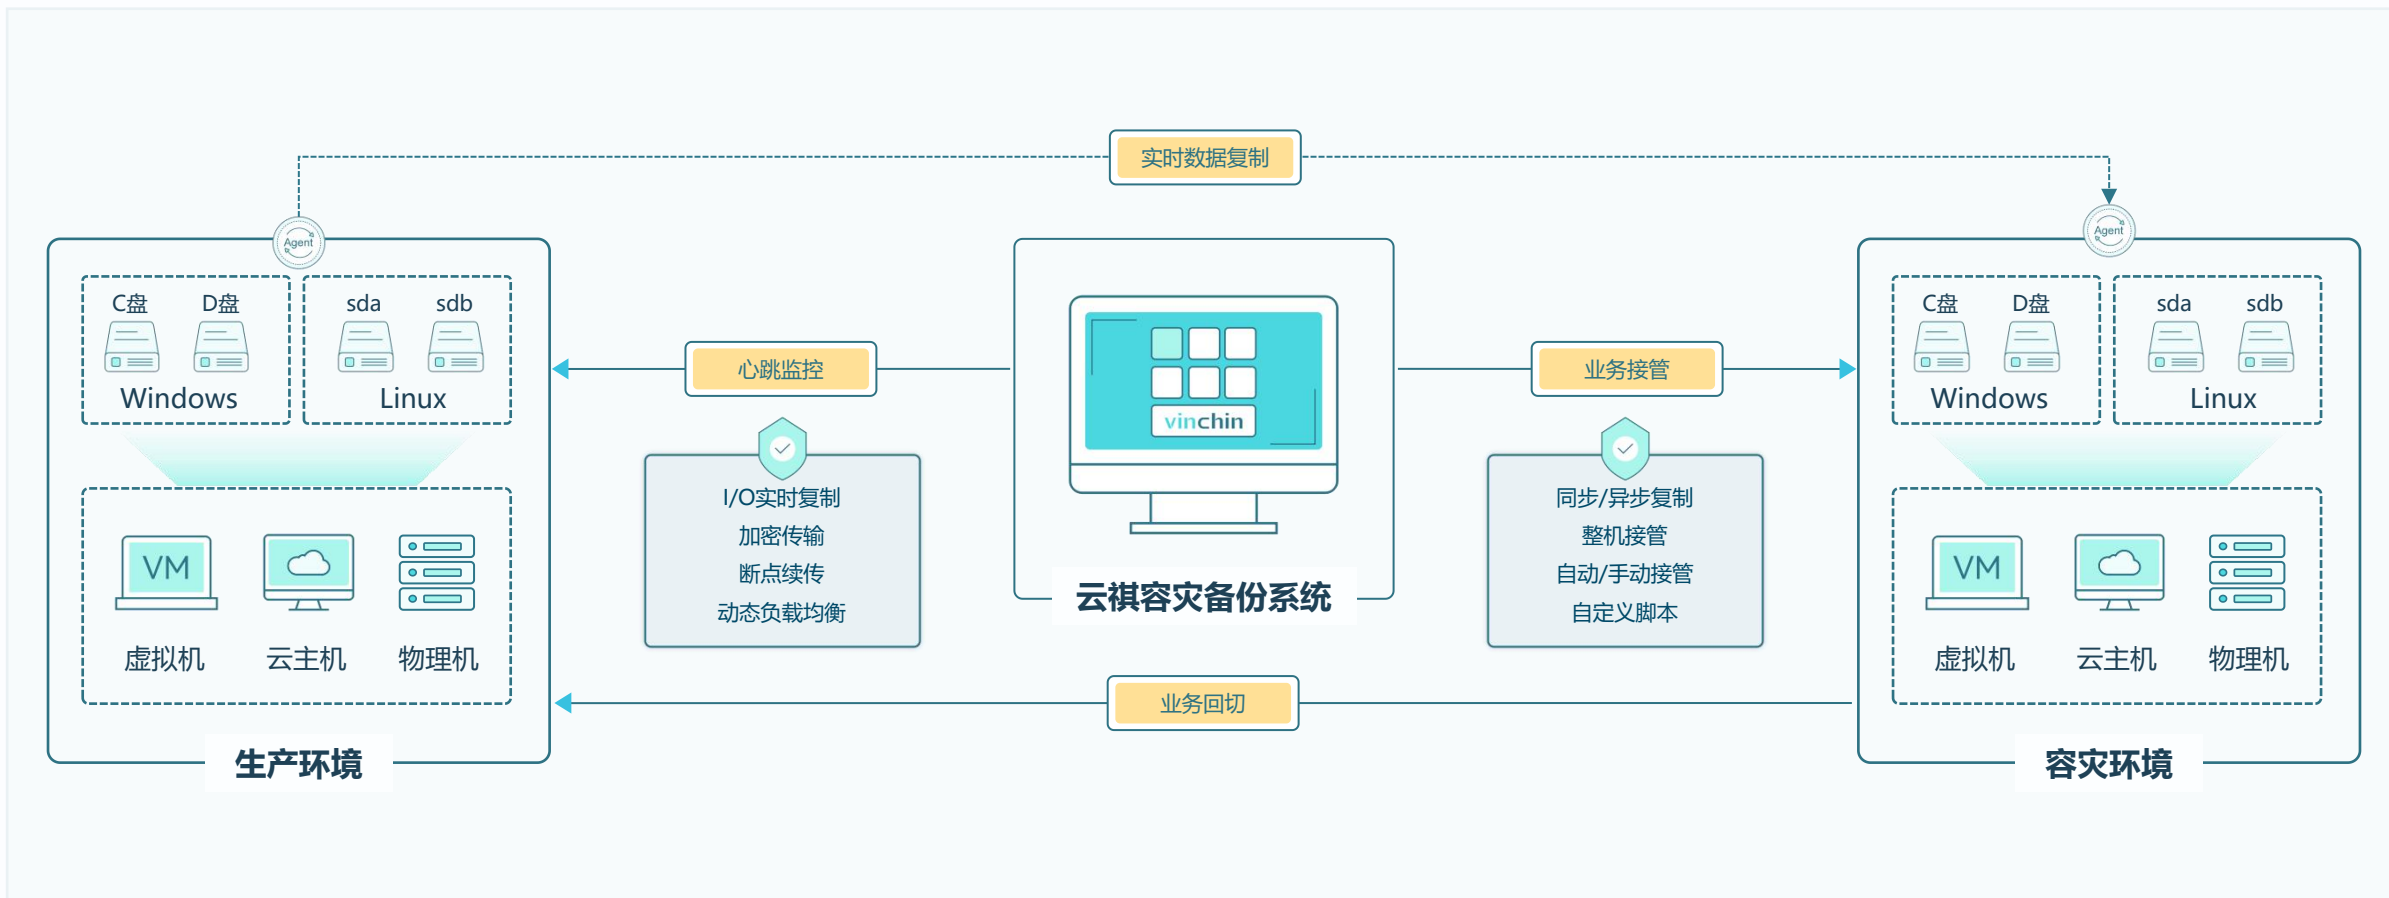 实时数据复制
Agent
C盘
D盘
Windows
sda
sdb
Linux
VM
虚拟机
云主机
物理机
生产环境
心跳监控
I/O实时复制
加密传输
断点续传
动态负载均衡
vinchin
云祺容灾备份系统
业务接管
同步/异步复制
整机接管
自动/手动接管
自定义脚本
业务回切
Agent
C盘
D盘
Windows
sda
sdb
Linux
VM
虚拟机
云主机
物理机
容灾环境